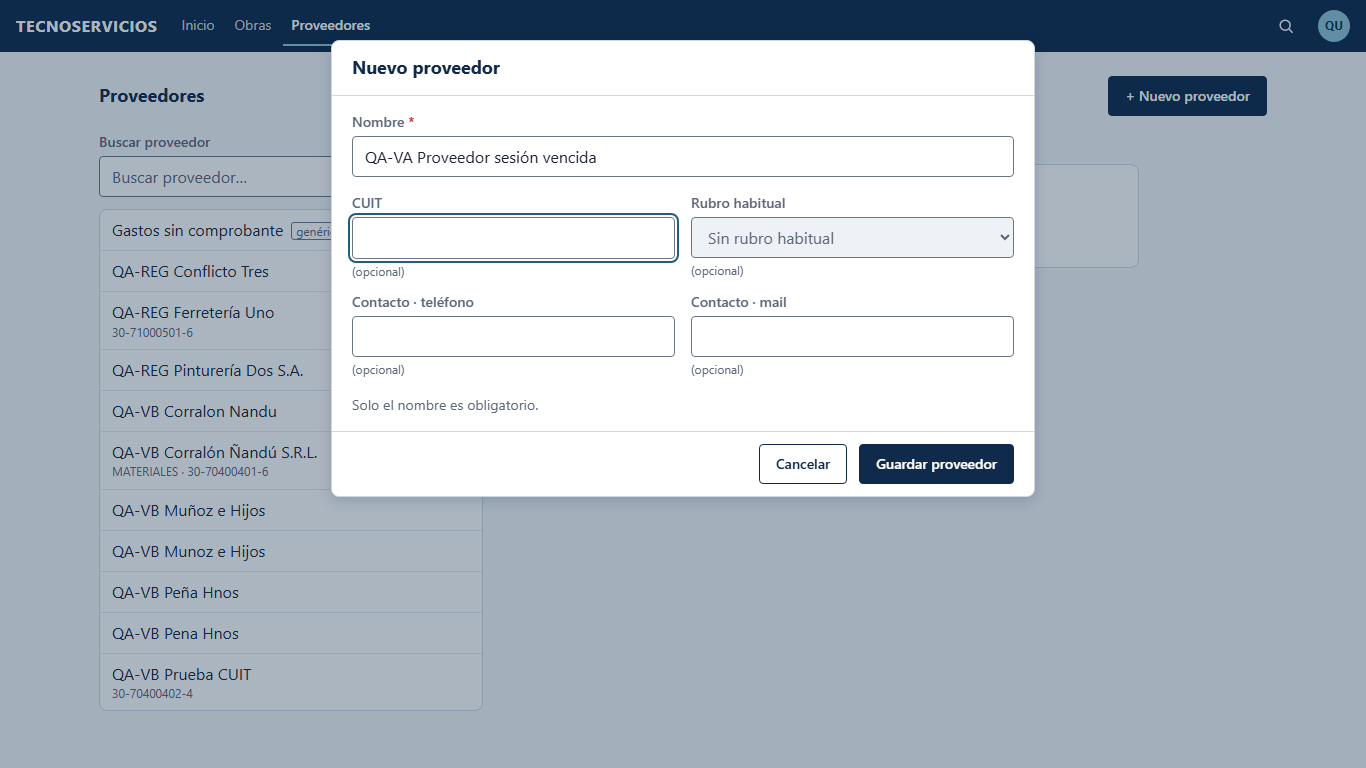 TECNOSERVICIOS Inicio Obras Proveedores QU
Nuevo proveedor
Proveedores
+ Nuevo proveedor
Buscar proveedor
Buscar proveedor...
Gastos sin comprobante
QA-REG Conflicto Tres
QA-REG Ferretería Uno
30-71000501-6
QA-REG Pinturería Dos S.A.
QA-VB Corralon Nandu
QA-VB Corralón Ñandú S.R.L.
MATERIALES · 30-70400401-6
QA-VB Muñoz e Hijos
QA-VB Munoz e Hijos
QA-VB Peña Hnos
QA-VB Pena Hnos
QA-VB Prueba CUIT
30-70400402-4
Nombre *
QA-VA Proveedor sesión vencida
CUIT
(opcional)
Rubro habitual
Sin rubro habitual
(opcional)
Contacto · teléfono
(opcional)
Contacto · mail
(opcional)
Solo el nombre es obligatorio.
Cancelar
Guardar proveedor